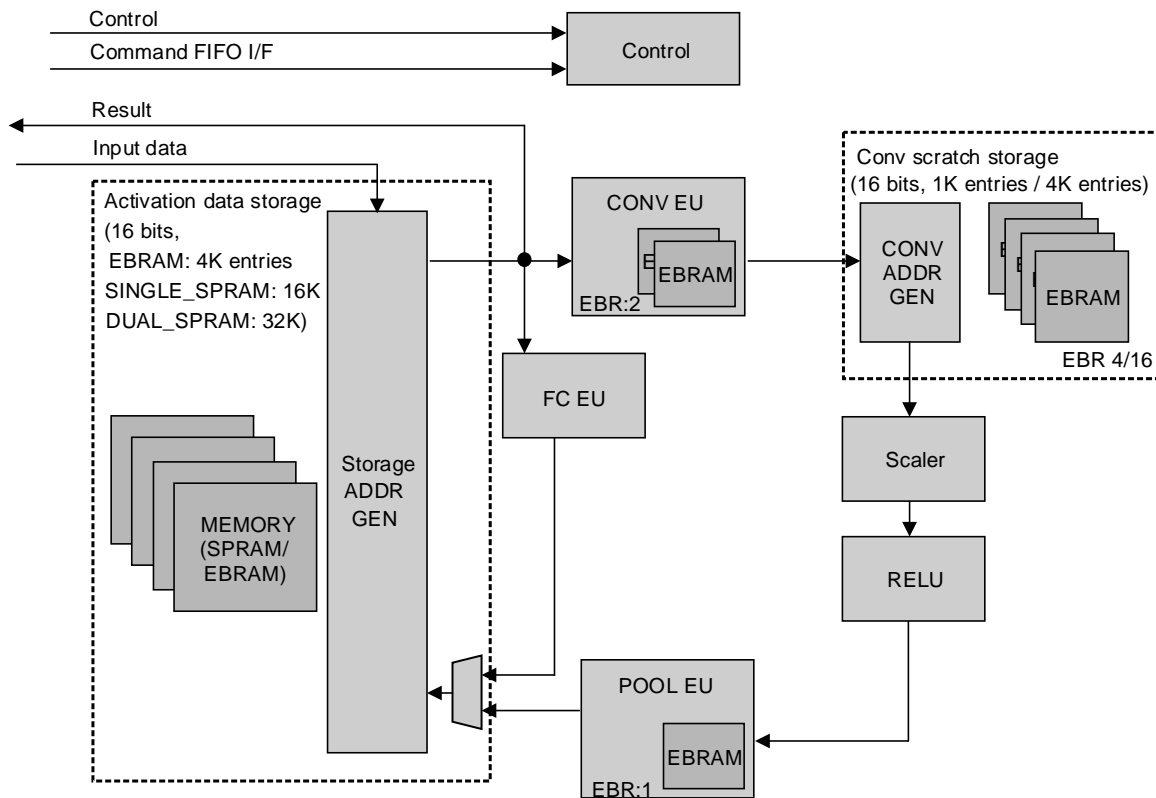 Control
Command FIFO I/F
Control
Result
Input data
Activation data storage
(16 bits,
EBRAM: 4K entries
SINGLE_SPRAM: 16K
DUAL_SPRAM: 32K)
Storage
ADDR
GEN
MEMORY
(SPRAM/
EBRAM)
CONV EU
EBRAM
EBR:2
Conv scratch storage
(16 bits, 1K entries / 4K entries)
CONV
ADDR
GEN
EBRAM
EBR 4/16
FC EU
Scaler
RELU
POOL EU
EBRAM
EBR:1